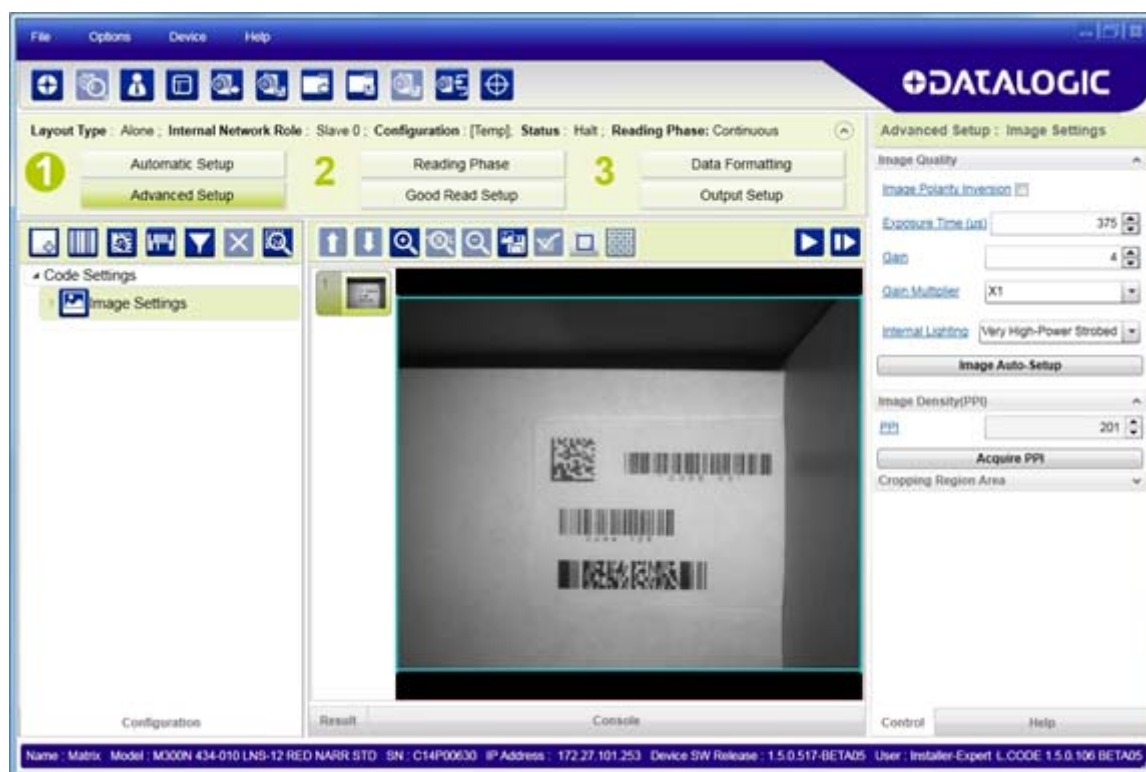 File Options Device Help
DATALOGIC
Layout Type : Alone ; Internal Network Role : Slave 0 ; Configuration : [Temp]; Status : Halt ; Reading Phase: Continuous
1 Automatic Setup
Advanced Setup
2 Reading Phase
Good Read Setup
3 Data Formatting
Output Setup
Code Settings
Image Settings
1
Configuration
Result Console
Advanced Setup : Image Settings
Image Quality
Image Polarity Inversion
Exposure Time (us) 375
Gain 4
Gain Multiplier X1
Internal Lighting Very High-Power Strobed
Image Auto-Setup
Image Density(PPI)
PPI 201
Acquire PPI
Cropping Region Area
Control Help
Name : Matrix Model : M300N 434-010 LNS-12 RED NARR STD SN : C14P00630 IP Address : 172.27.101.253 Device SW Release : 1.5.0.517-BETA05 User : Installer-Expert L.CODE 1.5.0.106 BETA05